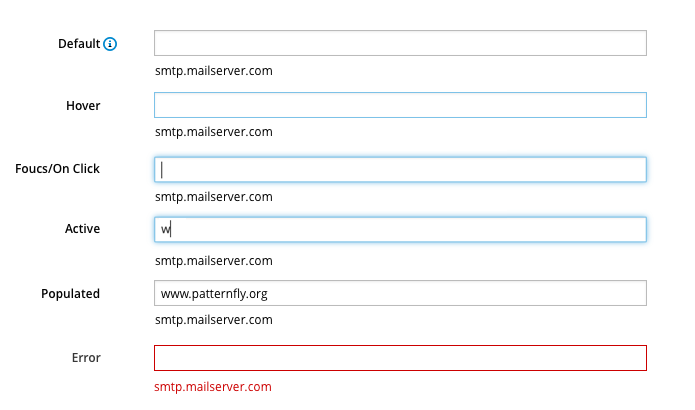 Default
smtp.mailserver.com
Hover
smtp.mailserver.com
Foucs/On Click
smtp.mailserver.com
Active w
smtp.mailserver.com
Populated www.patternfly.org
smtp.mailserver.com
Error
smtp.mailserver.com